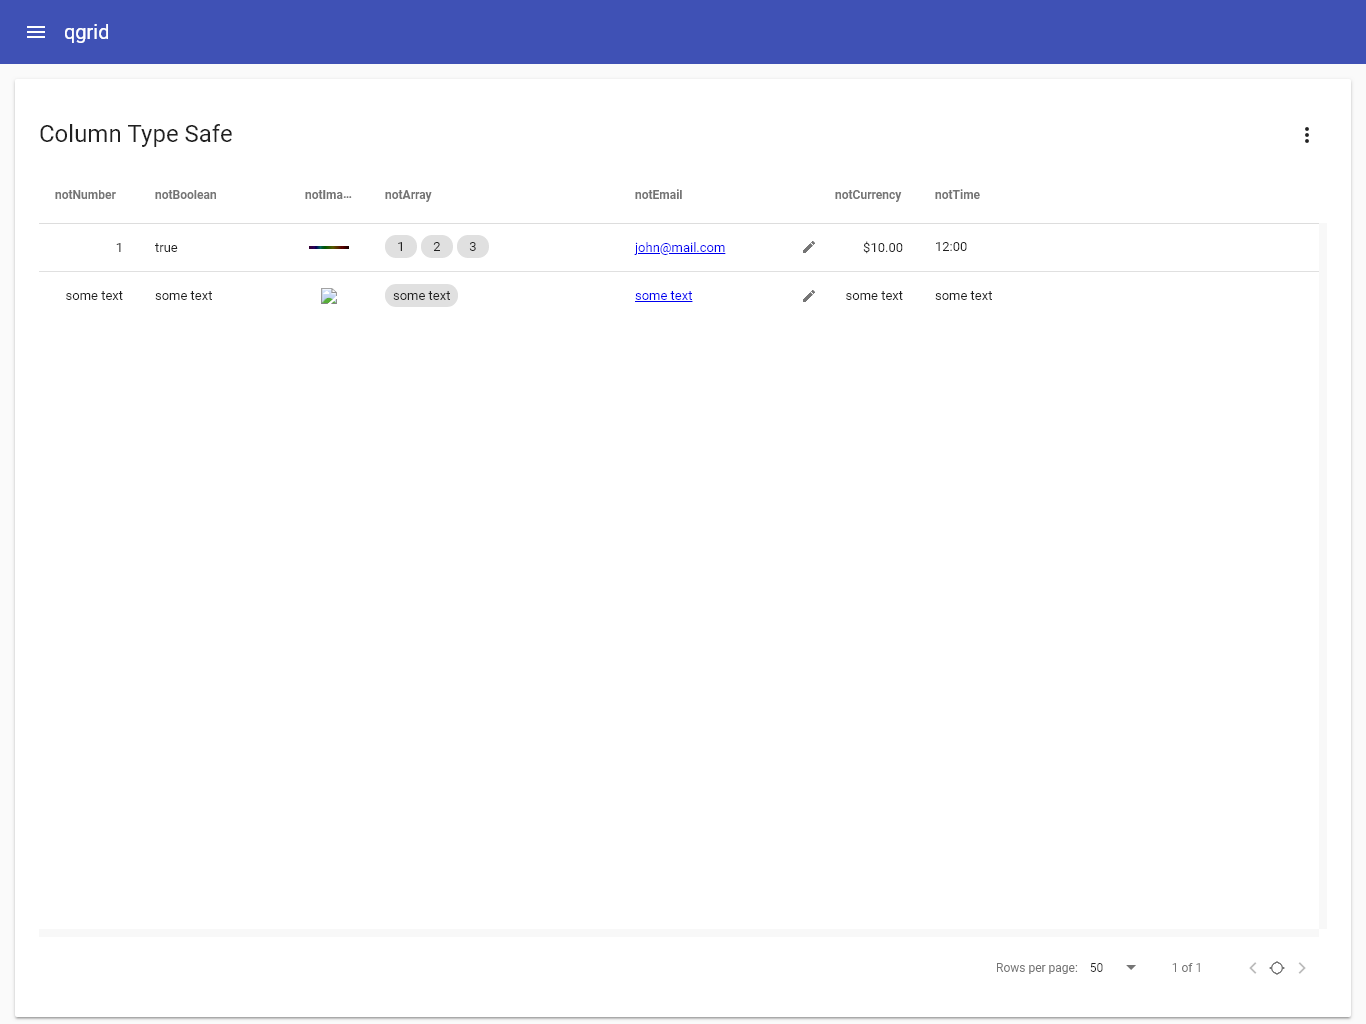 qgrid
Column Type Safe
notNumber notBoolean notIma... notArray notEmail notCurrency notTime
1 true 1 2 3 john@mail.com $10.00 12:00
some text some text some text some text some text some text
Rows per page: 50 1 of 1